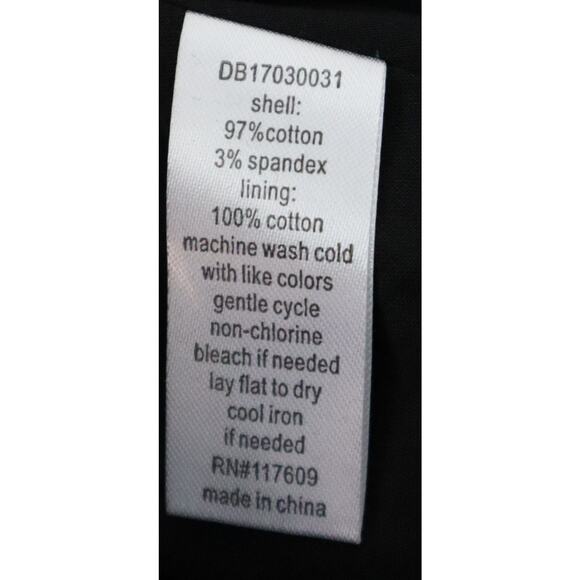 DB17030031
shell:
97%cotton
3% spandex
lining:
100% cotton
machine wash cold
with like colors
gentle cycle
non-chlorine
bleach if needed
lay flat to dry
cool iron
if needed
RN#117609
made in china